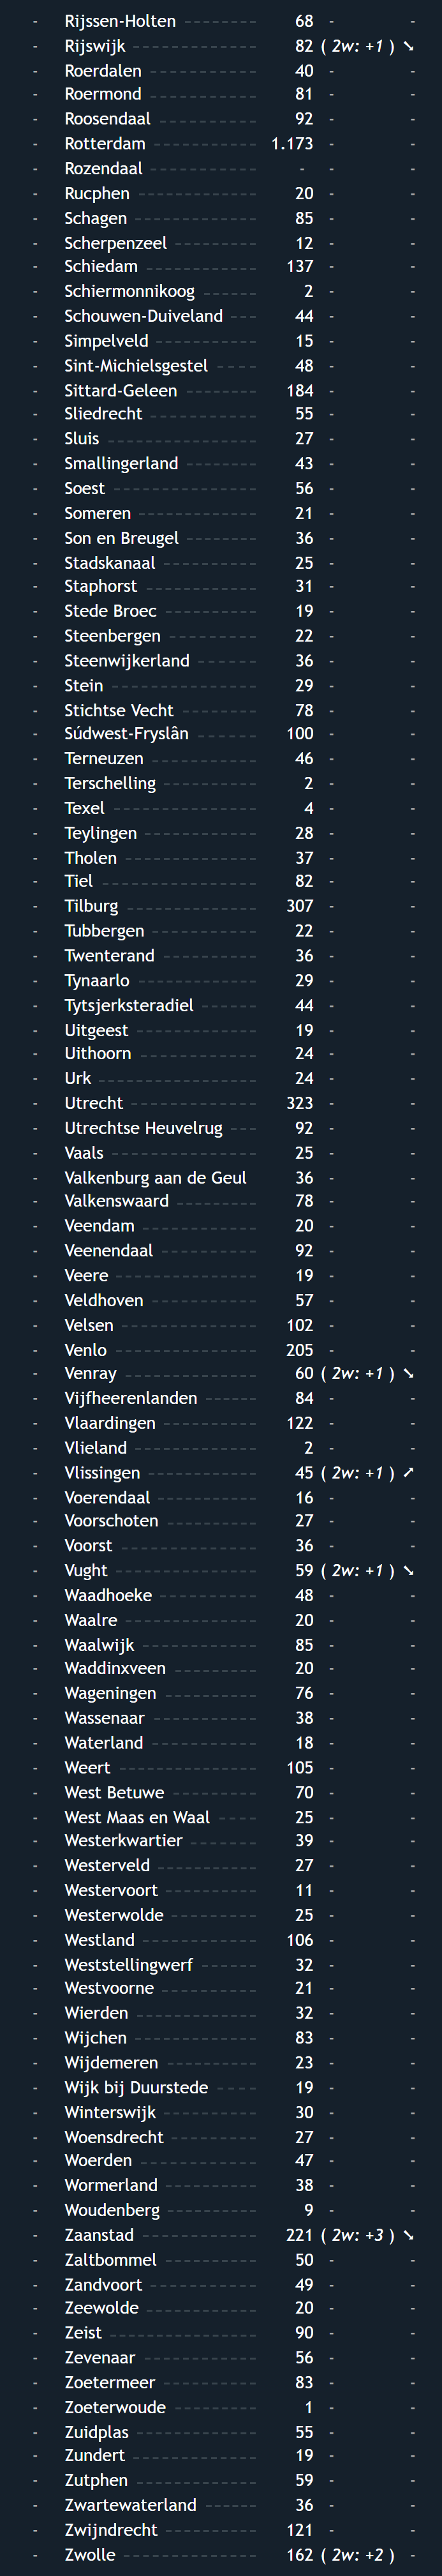 - Rijssen-Holten 68 - -
- Rijswijk 82 ( 2w: +1 ) ➘
- Roerdalen 40 - -
- Roermond 81 - -
- Roosendaal 92 - -
- Rotterdam 1.173 - -
- Rozendaal - - -
- Rucphen 20 - -
- Schagen 85 - -
- Scherpenzeel 12 - -
- Schiedam 137 - -
- Schiermonnikoog 2 - -
- Schouwen-Duiveland 44 - -
- Simpelveld 15 - -
- Sint-Michielsgestel 48 - -
- Sittard-Geleen 184 - -
- Sliedrecht 55 - -
- Sluis 27 - -
- Smallingerland 43 - -
- Soest 56 - -
- Someren 21 - -
- Son en Breugel 36 - -
- Stadskanaal 25 - -
- Staphorst 31 - -
- Stede Broec 19 - -
- Steenbergen 22 - -
- Steenwijkerland 36 - -
- Stein 29 - -
- Stichtse Vecht 78 - -
- Súdwest-Fryslân 100 - -
- Terneuzen 46 - -
- Terschelling 2 - -
- Texel 4 - -
- Teylingen 28 - -
- Tholen 37 - -
- Tiel 82 - -
- Tilburg 307 - -
- Tubbergen 22 - -
- Twenterand 36 - -
- Tynaarlo 29 - -
- Tytsjerksteradiel 44 - -
- Uitgeest 19 - -
- Uithoorn 24 - -
- Urk 24 - -
- Utrecht 323 - -
- Utrechtse Heuvelrug 92 - -
- Vaals 25 - -
- Valkenburg aan de Geul 36 - -
- Valkenswaard 78 - -
- Veendam 20 - -
- Veenendaal 92 - -
- Veere 19 - -
- Veldhoven 57 - -
- Velsen 102 - -
- Venlo 205 - -
- Venray 60 ( 2w: +1 ) ➘
- Vijfheerenlanden 84 - -
- Vlaardingen 122 - -
- Vlieland 2 - -
- Vlissingen 45 ( 2w: +1 ) ➚
- Voerendaal 16 - -
- Voorschoten 27 - -
- Voorst 36 - -
- Vught 59 ( 2w: +1 ) ➘
- Waadhoeke 48 - -
- Waalre 20 - -
- Waalwijk 85 - -
- Waddinxveen 20 - -
- Wageningen 76 - -
- Wassenaar 38 - -
- Waterland 18 - -
- Weert 105 - -
- West Betuwe 70 - -
- West Maas en Waal 25 - -
- Westerkwartier 39 - -
- Westerveld 27 - -
- Westervoort 11 - -
- Westerwolde 25 - -
- Westland 106 - -
- Weststellingwerf 32 - -
- Westvoorne 21 - -
- Wierden 32 - -
- Wijchen 83 - -
- Wijdemeren 23 - -
- Wijk bij Duurstede 19 - -
- Winterswijk 30 - -
- Woensdrecht 27 - -
- Woerden 47 - -
- Wormerland 38 - -
- Woudenberg 9 - -
- Zaanstad 221 ( 2w: +3 ) ➘
- Zaltbommel 50 - -
- Zandvoort 49 - -
- Zeewolde 20 - -
- Zeist 90 - -
- Zevenaar 56 - -
- Zoetermeer 83 - -
- Zoeterwoude 1 - -
- Zuidplas 55 - -
- Zundert 19 - -
- Zutphen 59 - -
- Zwartewaterland 36 - -
- Zwijndrecht 121 - -
- Zwolle 162 ( 2w: +2 ) -